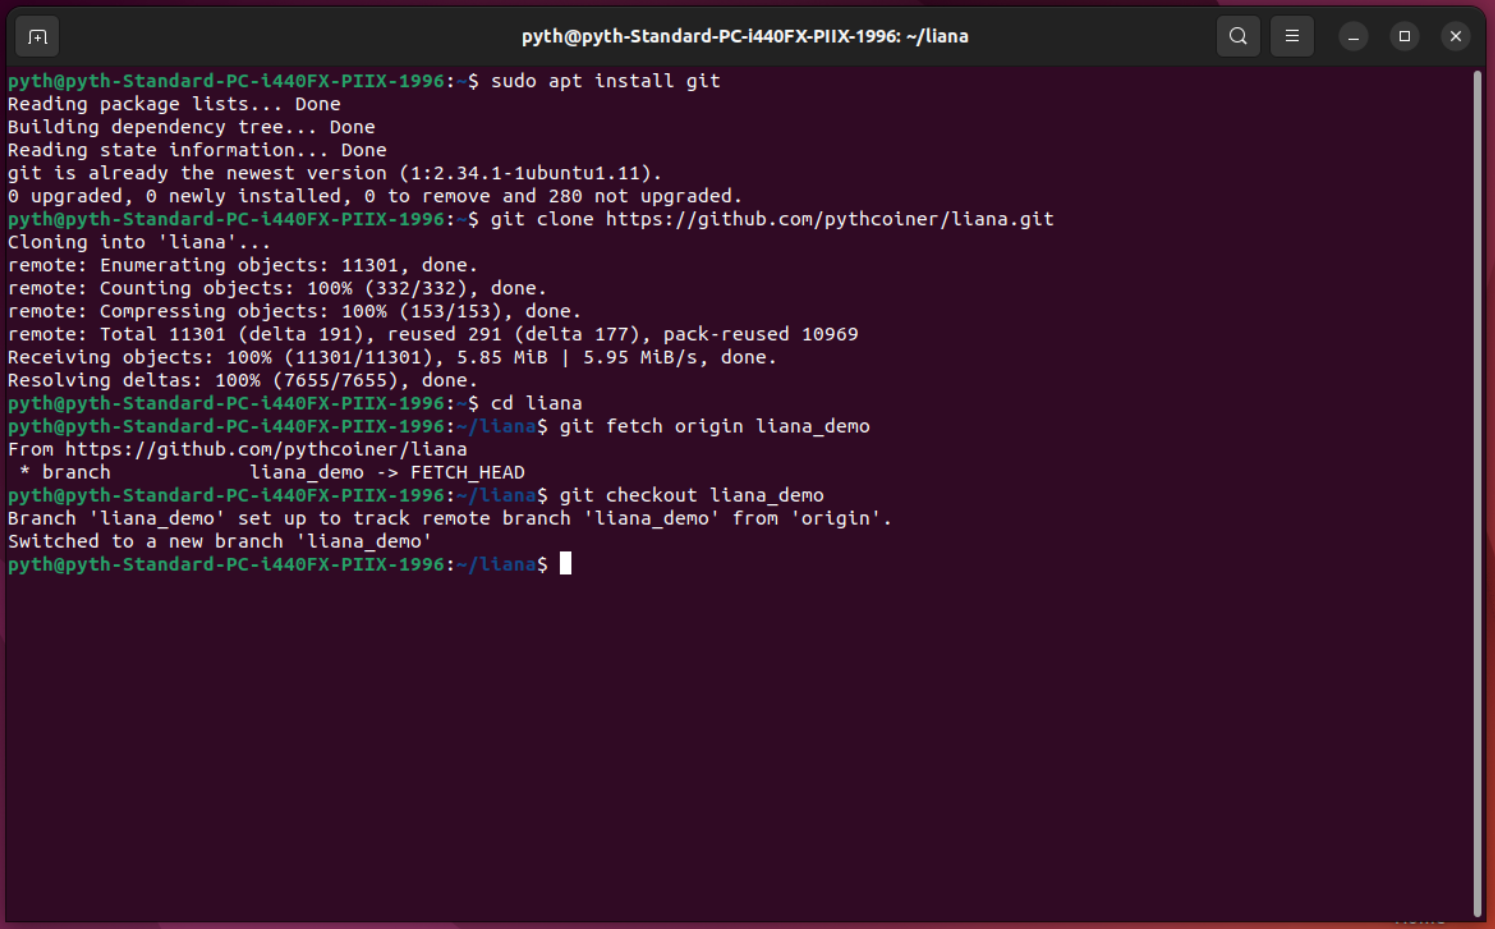 pyth@pyth-Standard-PC-i440FX-PIIX-1996: ~/liana
pyth@pyth-Standard-PC-i440FX-PIIX-1996:~$ sudo apt install git
Reading package lists... Done
Building dependency tree... Done
Reading state information... Done
git is already the newest version (1:2.34.1-1ubuntu1.11).
0 upgraded, 0 newly installed, 0 to remove and 280 not upgraded.
pyth@pyth-Standard-PC-i440FX-PIIX-1996:~$ git clone https://github.com/pythcoiner/liana.git
Cloning into 'liana'...
remote: Enumerating objects: 11301, done.
remote: Counting objects: 100% (332/332), done.
remote: Compressing objects: 100% (153/153), done.
remote: Total 11301 (delta 191), reused 291 (delta 177), pack-reused 10969
Receiving objects: 100% (11301/11301), 5.85 MiB | 5.95 MiB/s, done.
Resolving deltas: 100% (7655/7655), done.
pyth@pyth-Standard-PC-i440FX-PIIX-1996:~$ cd liana
pyth@pyth-Standard-PC-i440FX-PIIX-1996:~/liana$ git fetch origin liana_demo
From https://github.com/pythcoiner/liana
 * branch            liana_demo -> FETCH_HEAD
pyth@pyth-Standard-PC-i440FX-PIIX-1996:~/liana$ git checkout liana_demo
Branch 'liana_demo' set up to track remote branch 'liana_demo' from 'origin'.
Switched to a new branch 'liana_demo'
pyth@pyth-Standard-PC-i440FX-PIIX-1996:~/liana$